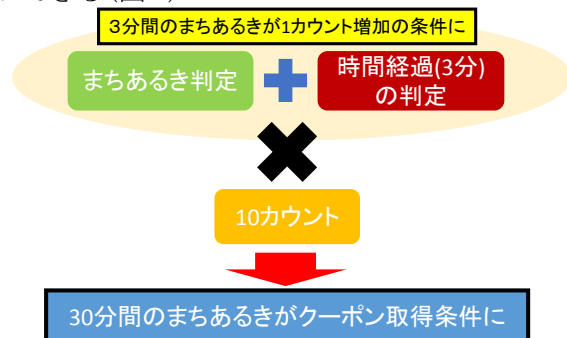 ３分間のまちあるきが1カウント増加の条件に
まちあるき判定
時間経過(3分)
の判定
10カウント
30分間のまちあるきがクーポン取得条件に